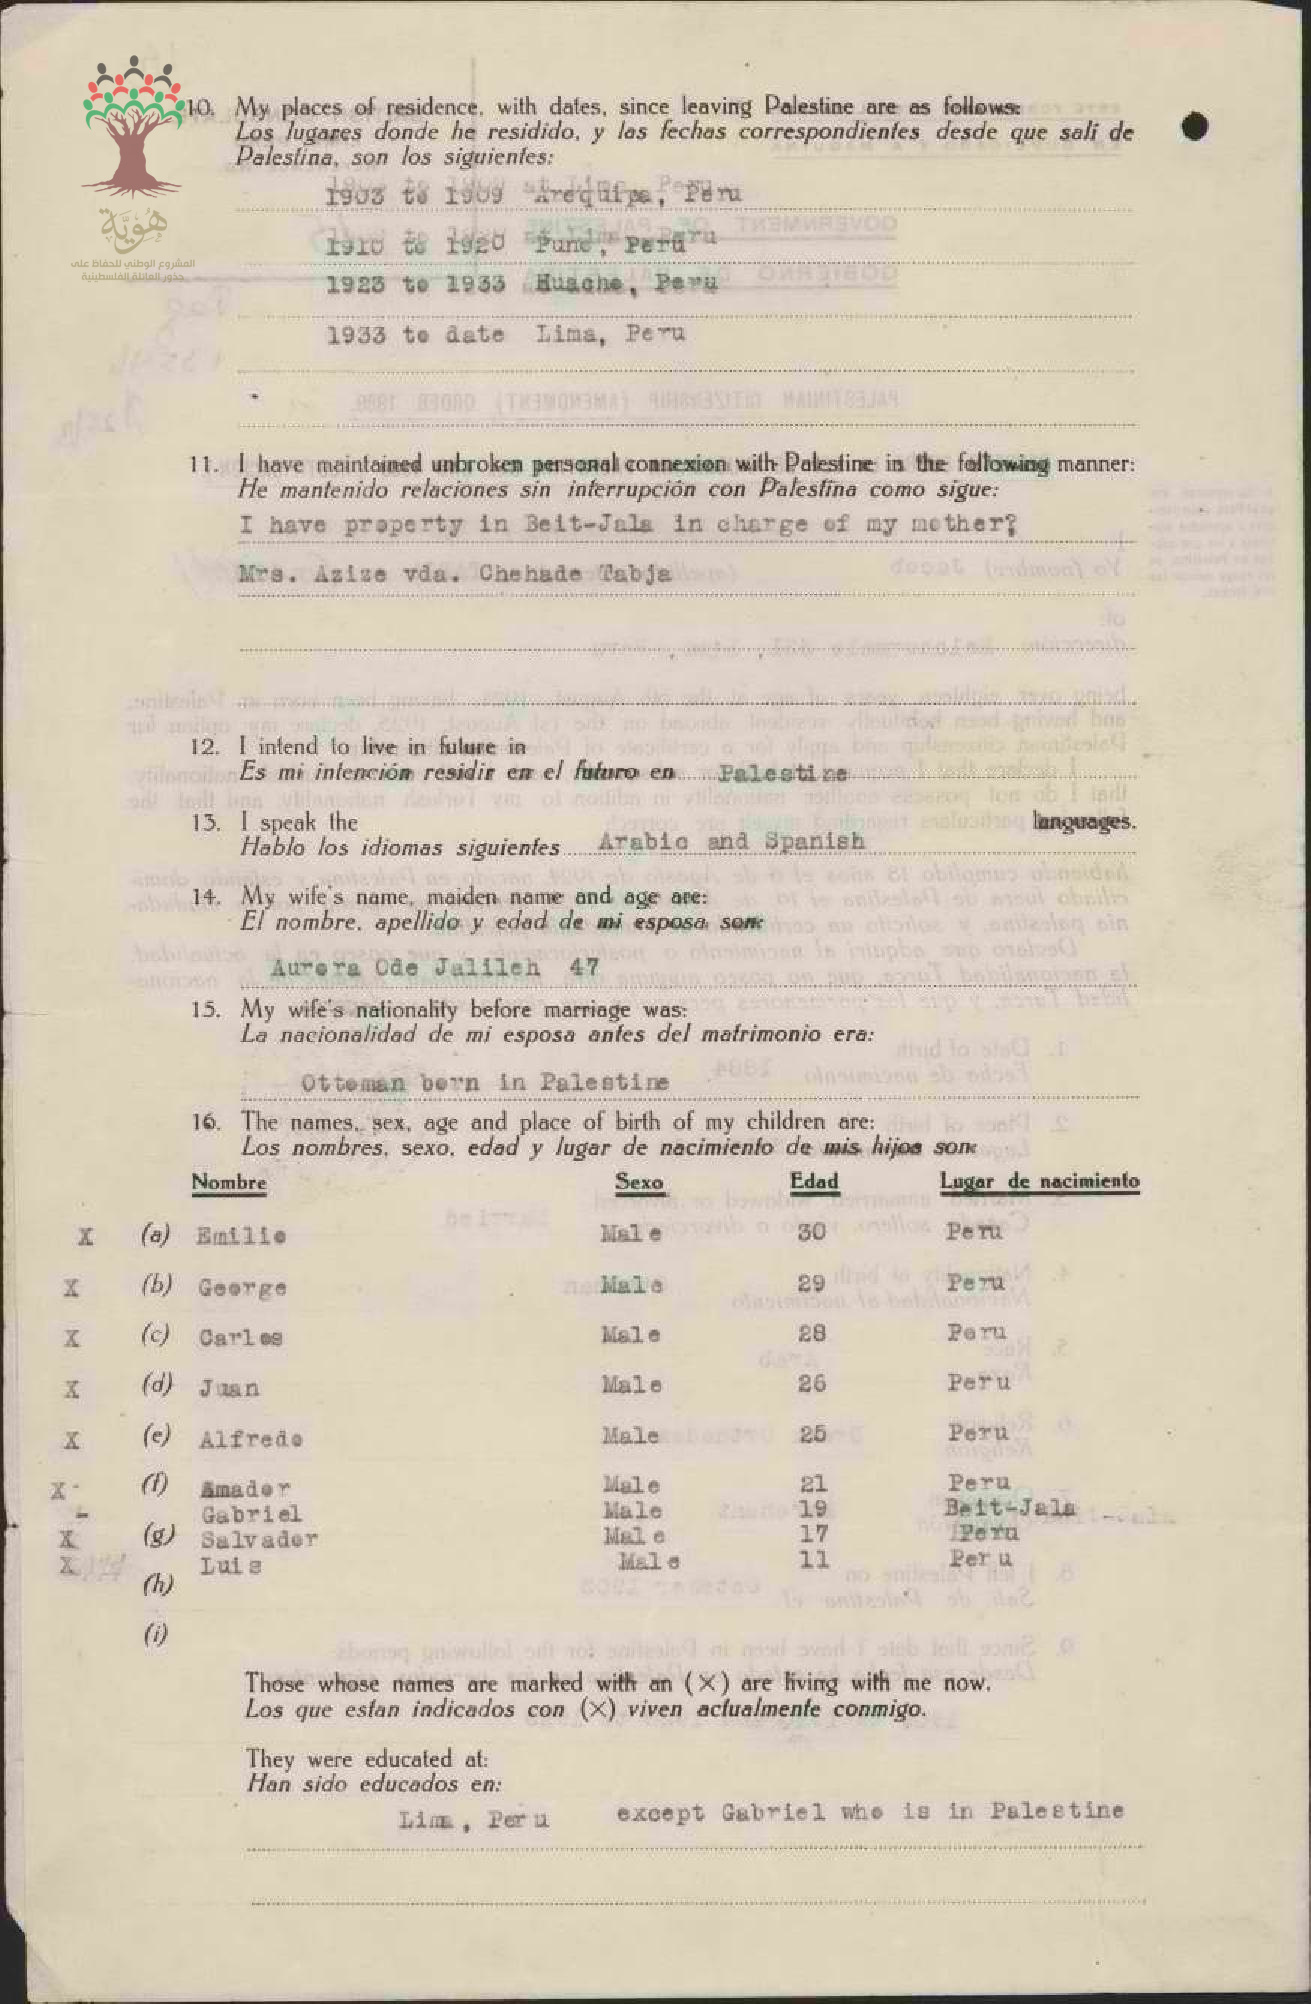 10. My places of residence, with dates, since leaving Palestine are as follows:
Los lugares donde he residido, y las fechas correspondientes desde que salí de
Palestina, son los siguientes:
1903 to 1909 Arequipa, Peru
1910 to 1920 Puno, Peru
1923 to 1933 Huacho, Peru
1933 to date Lima, Peru
هُويَّة
المشروع الوطني للحفاظ على
جذور العائلة الفلسطينية
11. I have maintained unbroken personal connexion with Palestine in the following manner:
He mantenido relaciones sin interrupción con Palestina como sigue:
I have property in Beit-Jala in charge of my mother?
Mrs. Azize vda. Chehade Tabja
12. I intend to live in future in
Es mi intención residir en el futuro en Palestine
13. I speak the languages.
Hablo los idiomas siguientes Arabic and Spanish
14. My wife's name, maiden name and age are:
El nombre, apellido y edad de mi esposa son:
Aurora Ode Jalileh 47
15. My wife's nationality before marriage was:
La nacionalidad de mi esposa antes del matrimonio era:
Ottoman born in Palestine
16. The names, sex, age and place of birth of my children are:
Los nombres, sexo, edad y lugar de nacimiento de mis hijos son:
Nombre Sexo Edad Lugar de nacimiento
X (a) Emilio Male 30 Peru
X (b) George Male 29 Peru
X (c) Carlos Male 28 Peru
X (d) Juan Male 26 Peru
X (e) Alfredo Male 25 Peru
X (f) Amador Male 21 Peru
- Gabriel Male 19 Beit-Jala
X (g) Salvador Male 17 Peru
X Luis Male 11 Peru
(h)
(i)
Those whose names are marked with an (X) are living with me now.
Los que estan indicados con (X) viven actualmente conmigo.
They were educated at:
Han sido educados en:
Lima, Peru except Gabriel who is in Palestine